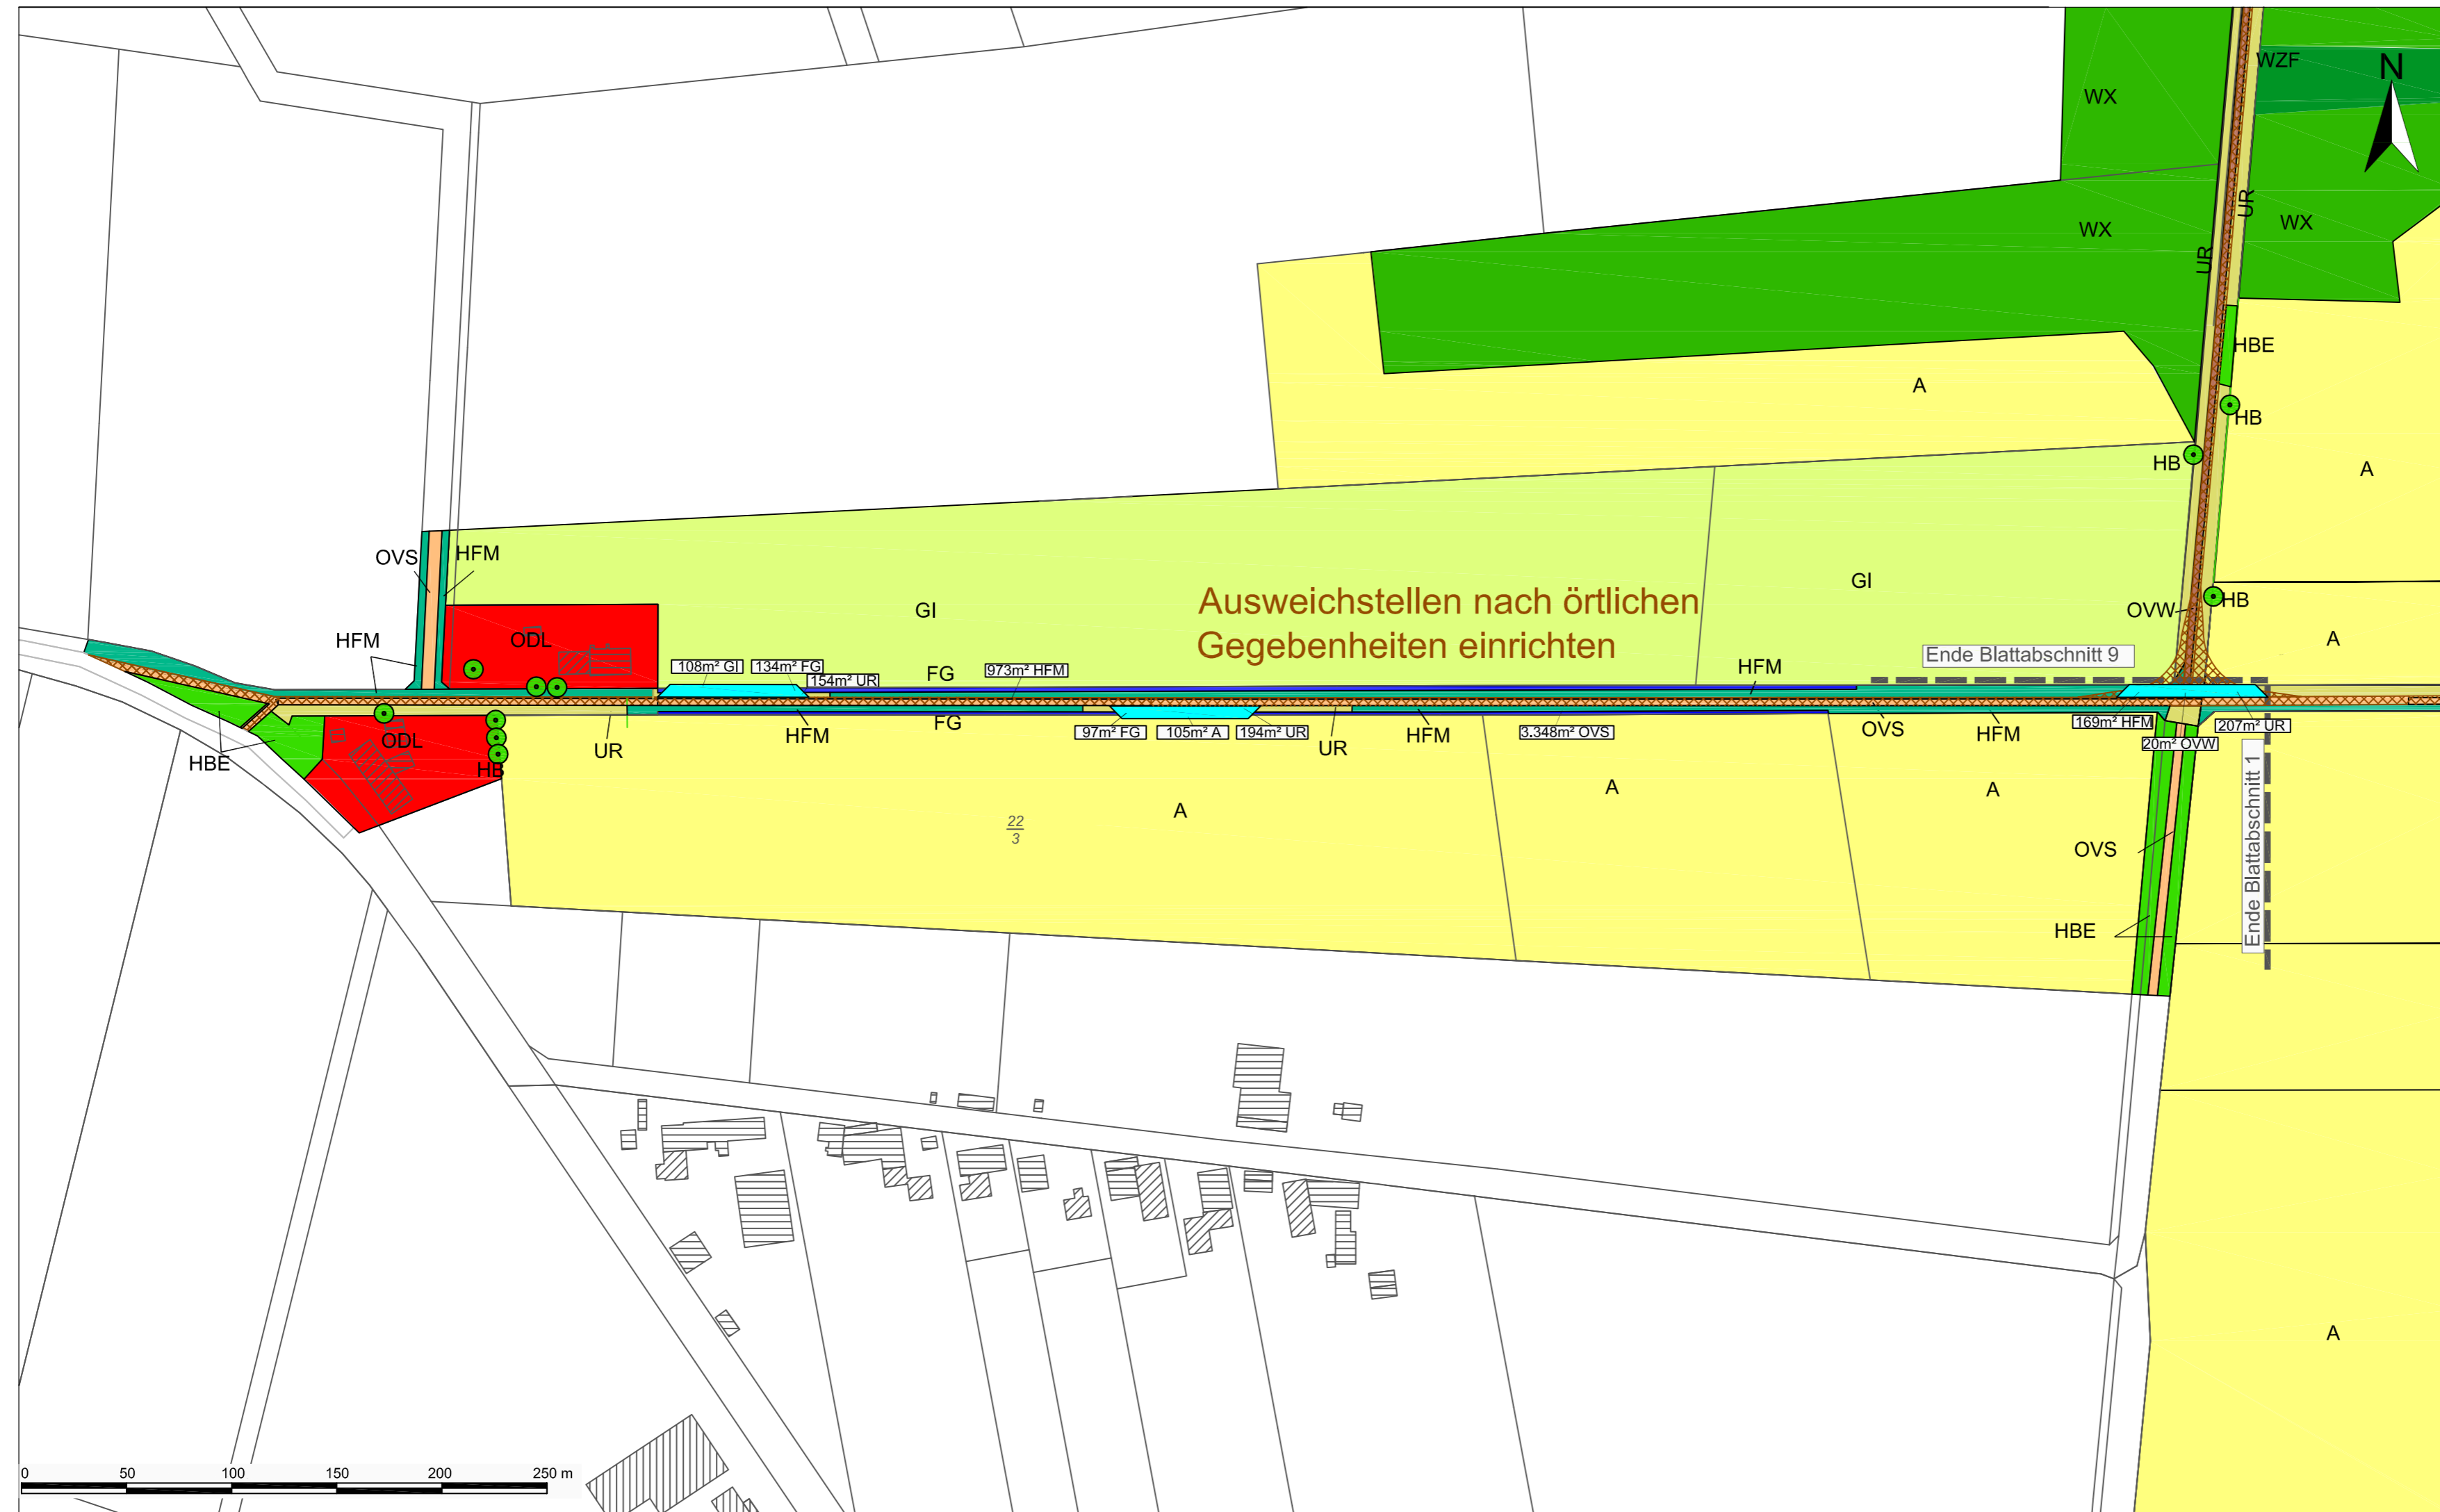 WZF
N
WX
UR
WX
WX
UR
HBE
A
HB
HB
A
OVS
HFM
GI
GI
Ausweichstellen nach örtlichen
Gegebenheiten einrichten
OVW
HB
HFM
ODL
A
Ende Blattabschnitt 9
108m² GI
134m² FG
154m² UR
FG
973m² HFM
HFM
ODL
HBE
HB
UR
HFM
FG
97m² FG
105m² A
194m² UR
UR
HFM
3.348m² OVS
OVS
HFM
169m² HFM
20m² OVW
207m² UR
Ende Blattabschnitt 1
A
A
A
22
3
OVS
HBE
A
0 50 100 150 200 250 m